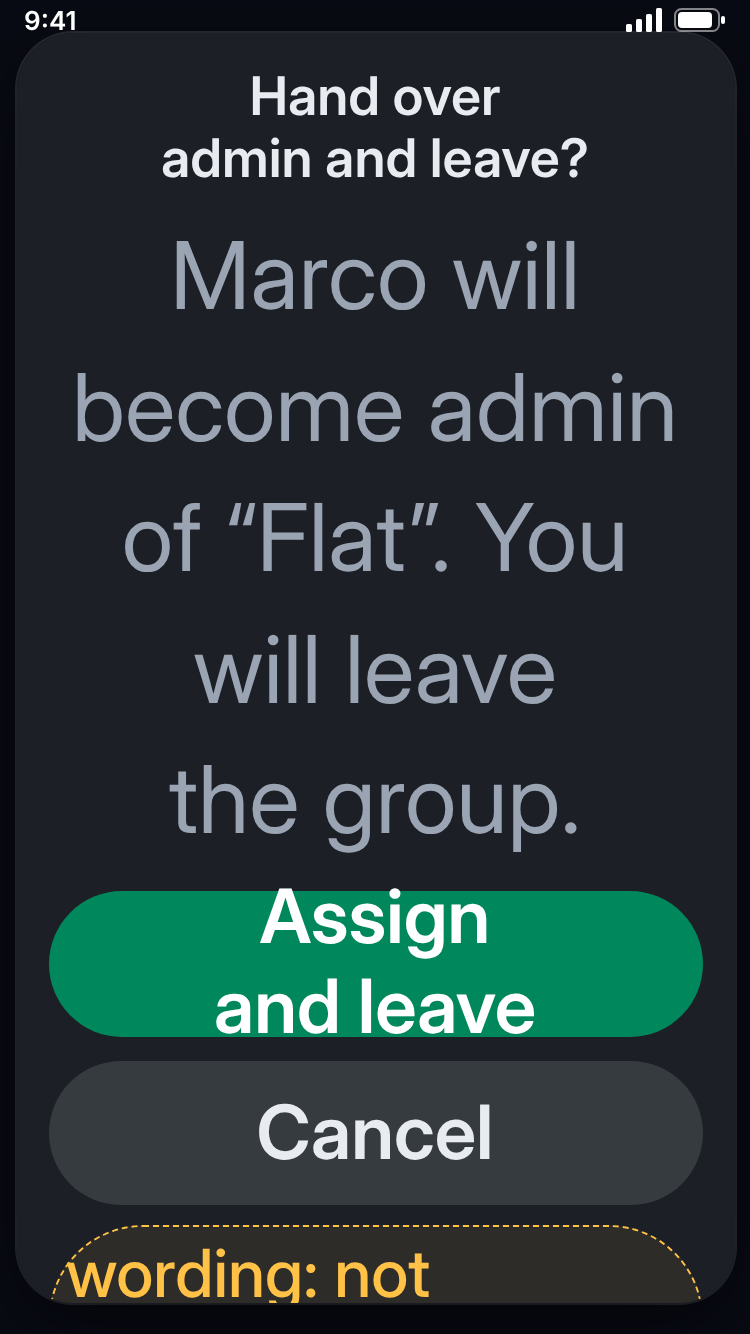 9:41
Hand over
admin and leave?
Marco will
become admin
of “Flat”. You
will leave
the group.
Assign
and leave
Cancel
wording: not